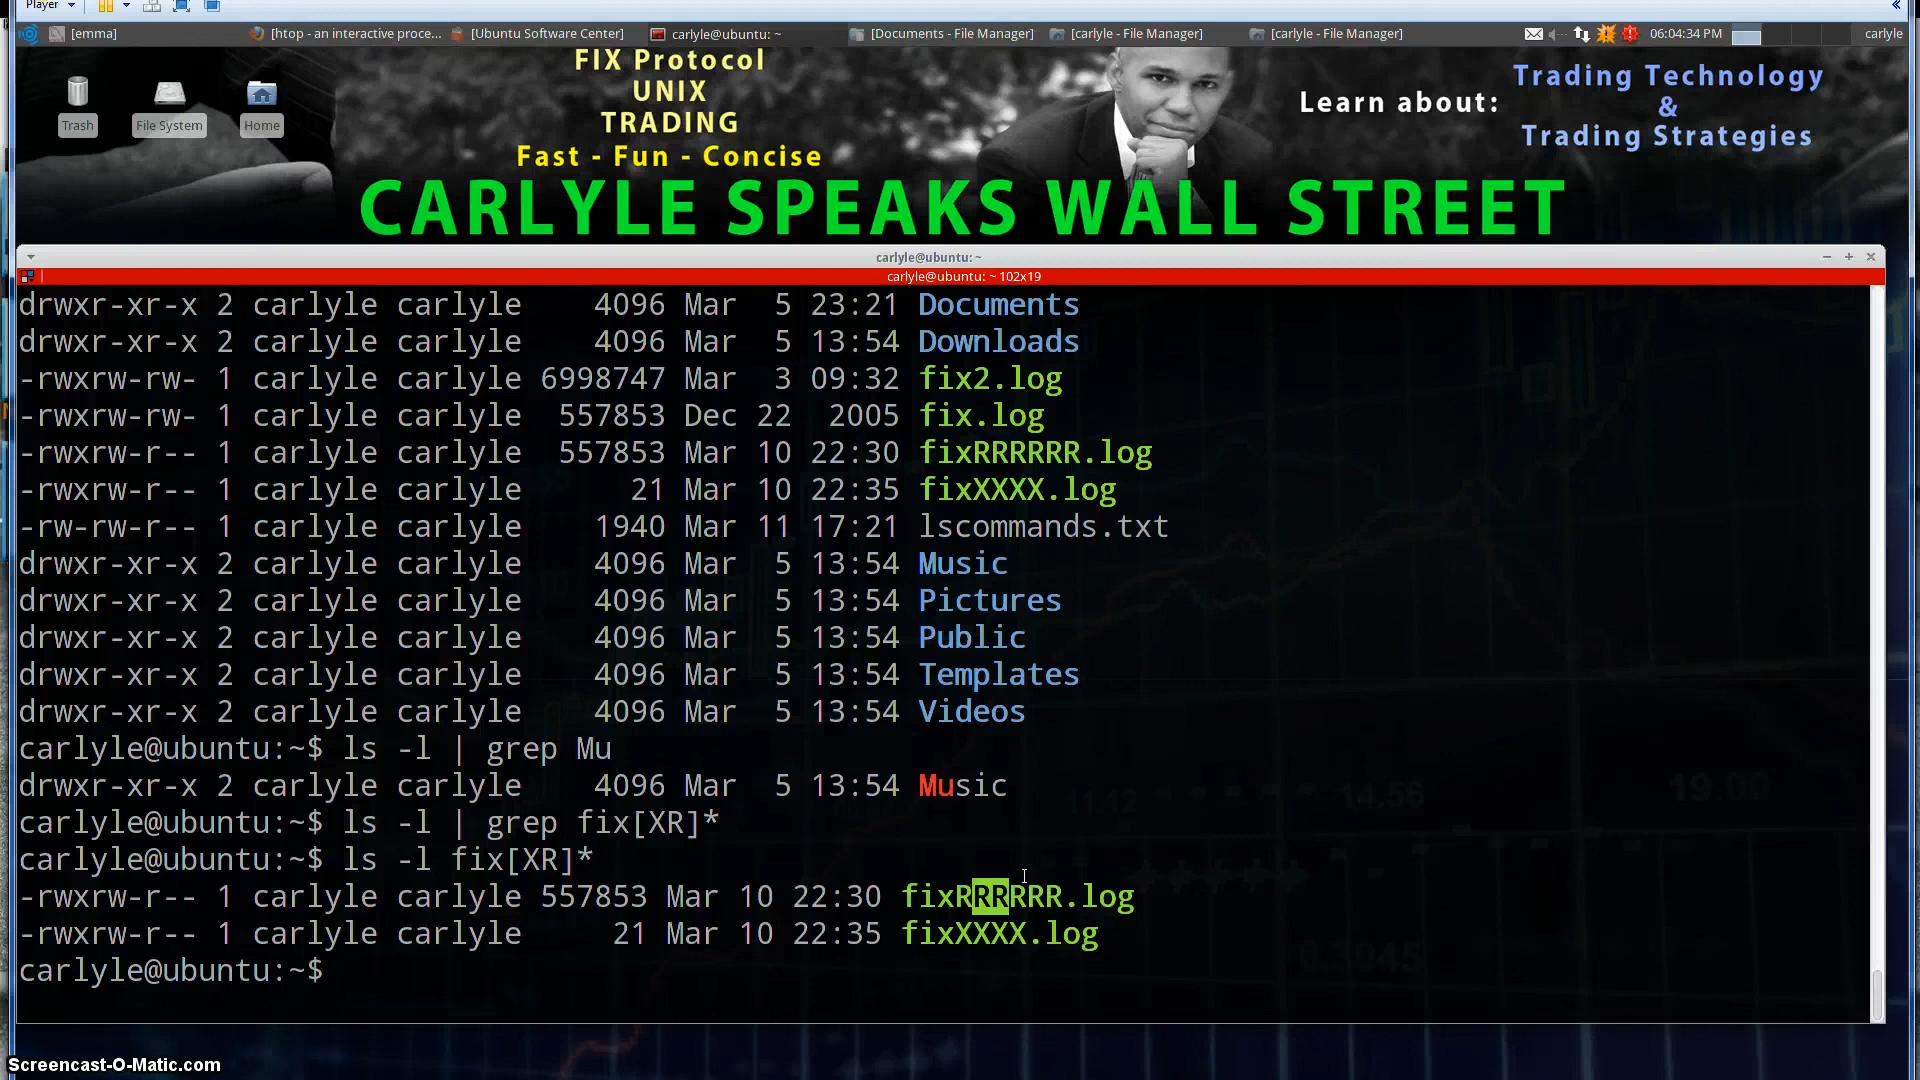 Player
[emma] [htop - an interactive proce... [Ubuntu Software Center] carlyle@ubuntu: ~ [Documents - File Manager] [carlyle - File Manager] [carlyle - File Manager] 06:04:34 PM carlyle
FIX Protocol
UNIX
TRADING
Fast - Fun - Concise
Learn about:
Trading Technology
&
Trading Strategies
Trash File System Home
CARLYLE SPEAKS WALL STREET
carlyle@ubuntu: ~
carlyle@ubuntu: ~ 102x19
drwxr-xr-x 2 carlyle carlyle    4096 Mar  5 23:21 Documents
drwxr-xr-x 2 carlyle carlyle    4096 Mar  5 13:54 Downloads
-rwxrw-rw- 1 carlyle carlyle 6998747 Mar  3 09:32 fix2.log
-rwxrw-rw- 1 carlyle carlyle  557853 Dec 22  2005 fix.log
-rwxrw-r-- 1 carlyle carlyle  557853 Mar 10 22:30 fixRRRRRR.log
-rwxrw-r-- 1 carlyle carlyle      21 Mar 10 22:35 fixXXXX.log
-rw-rw-r-- 1 carlyle carlyle    1940 Mar 11 17:21 lscommands.txt
drwxr-xr-x 2 carlyle carlyle    4096 Mar  5 13:54 Music
drwxr-xr-x 2 carlyle carlyle    4096 Mar  5 13:54 Pictures
drwxr-xr-x 2 carlyle carlyle    4096 Mar  5 13:54 Public
drwxr-xr-x 2 carlyle carlyle    4096 Mar  5 13:54 Templates
drwxr-xr-x 2 carlyle carlyle    4096 Mar  5 13:54 Videos
carlyle@ubuntu:~$ ls -l | grep Mu
drwxr-xr-x 2 carlyle carlyle    4096 Mar  5 13:54 Music
carlyle@ubuntu:~$ ls -l | grep fix[XR]*
carlyle@ubuntu:~$ ls -l fix[XR]*
-rwxrw-r-- 1 carlyle carlyle 557853 Mar 10 22:30 fixRRRRRR.log
-rwxrw-r-- 1 carlyle carlyle     21 Mar 10 22:35 fixXXXX.log
carlyle@ubuntu:~$
11.12 14.56 19.00
0.3045
Screencast-O-Matic.com